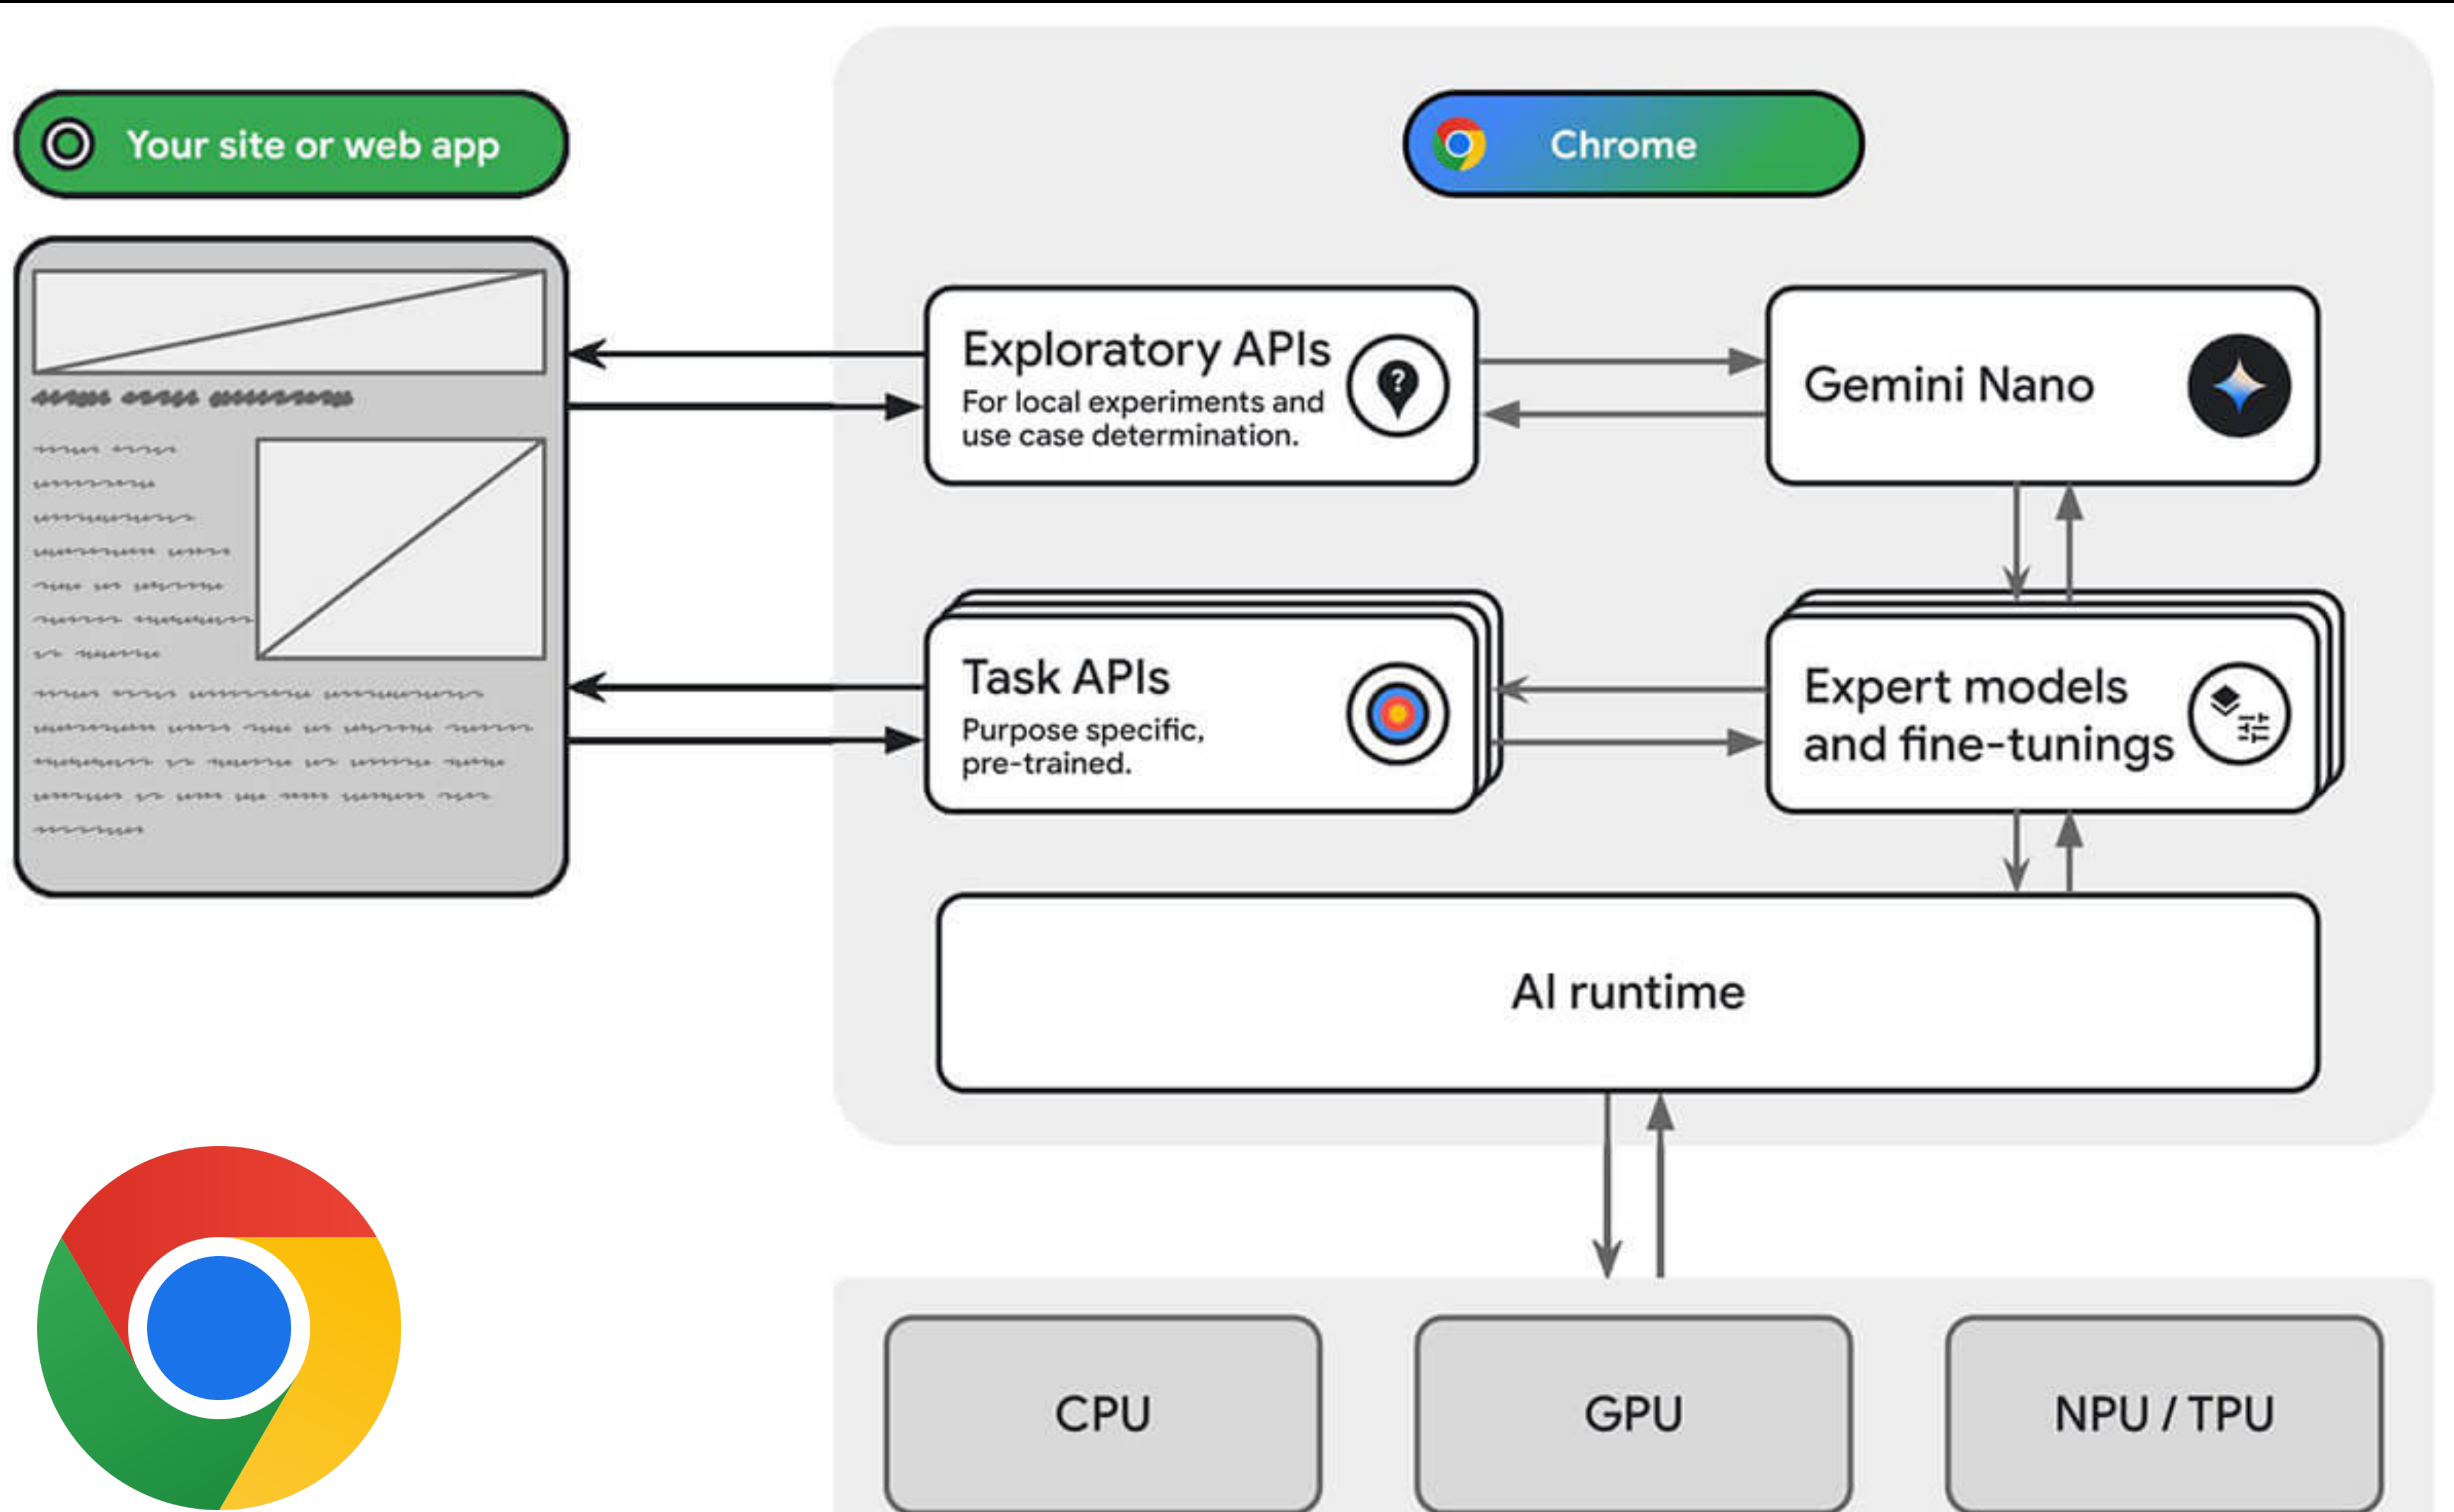 Your site or web app
Chrome
Exploratory APIs
For local experiments and
use case determination.
?
Gemini Nano
Task APIs
Purpose specific,
pre-trained.
Expert models
and fine-tunings
AI runtime
CPU
GPU
NPU / TPU